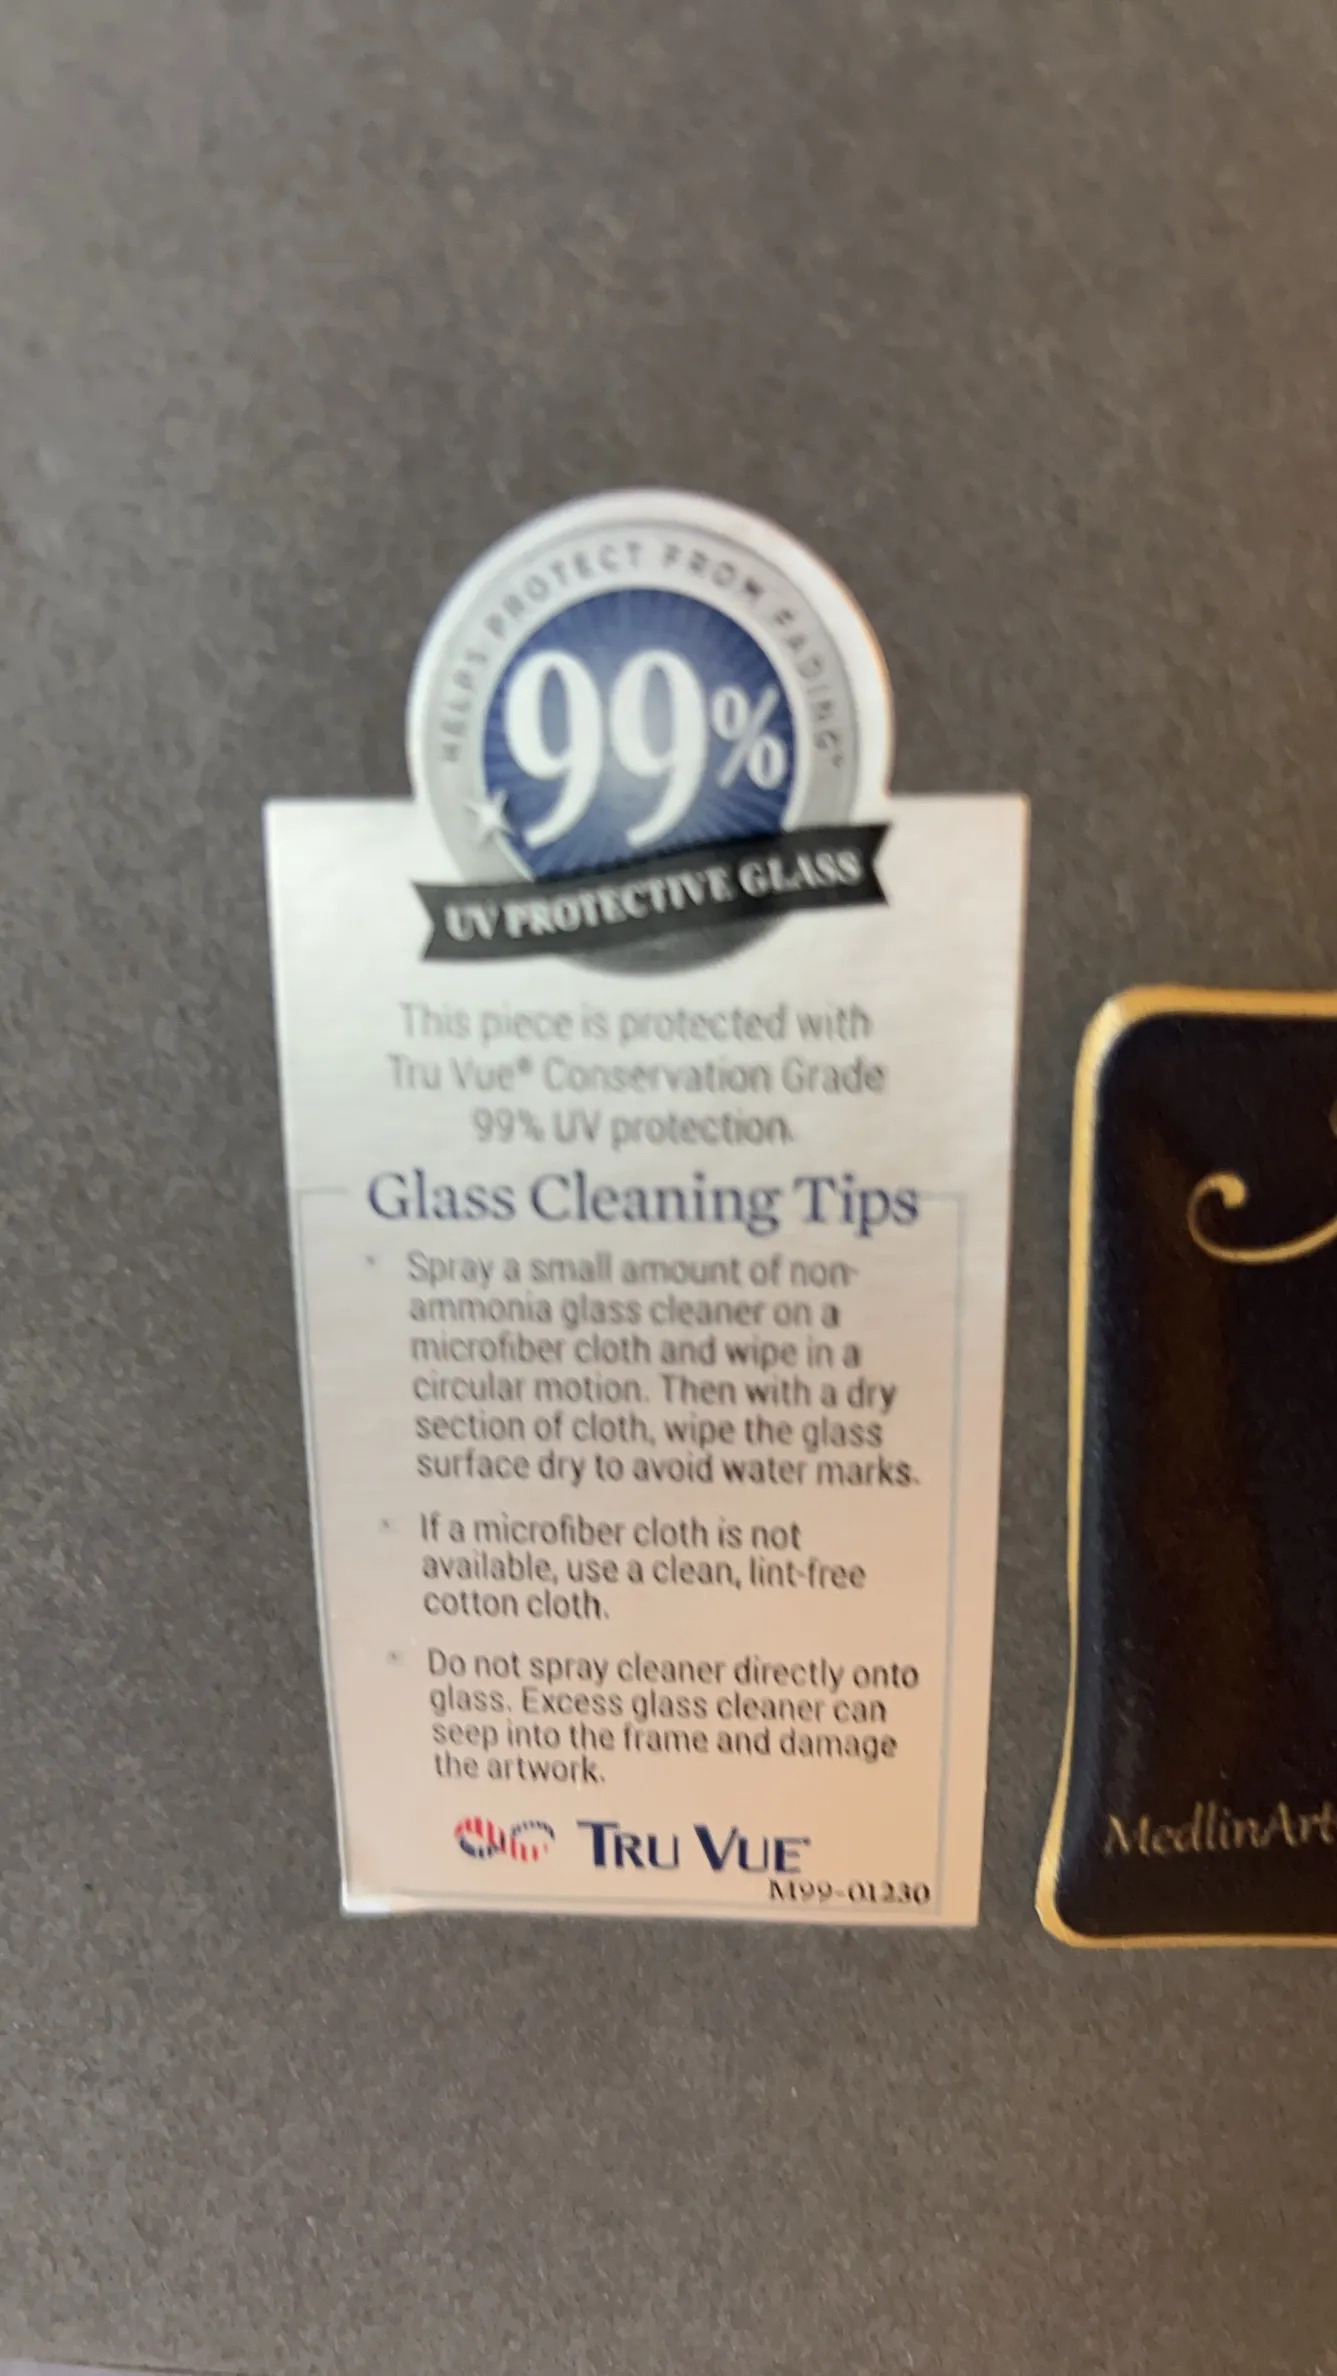 HELPS PROTECT FROM FADING
99%
UV PROTECTIVE GLASS
This piece is protected with
Tru Vue® Conservation Grade
99% UV protection.
Glass Cleaning Tips
Spray a small amount of non-
ammonia glass cleaner on a
microfiber cloth and wipe in a
circular motion. Then with a dry
section of cloth, wipe the glass
surface dry to avoid water marks.
If a microfiber cloth is not
available, use a clean, lint-free
cotton cloth.
Do not spray cleaner directly onto
glass. Excess glass cleaner can
seep into the frame and damage
the artwork.
TRU VUE
M99-01230
MedlinArt